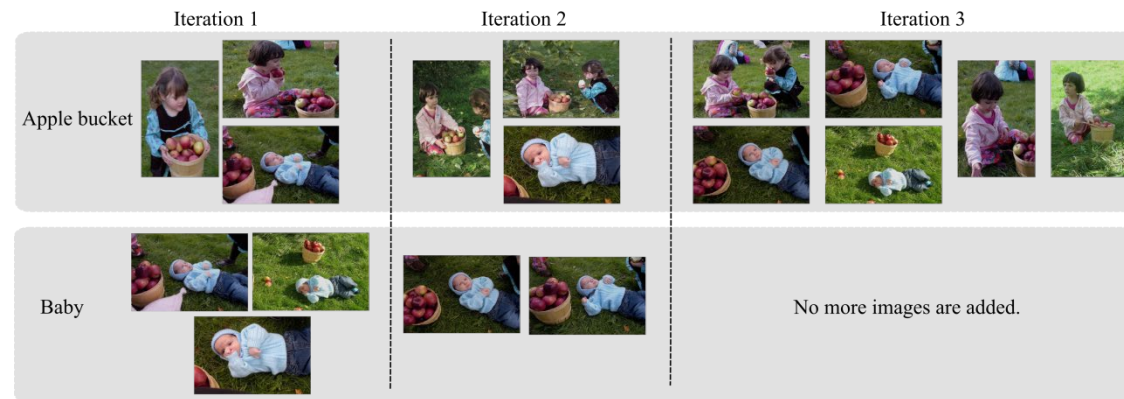 Iteration 1
Iteration 2
Iteration 3
Apple bucket
Baby
No more images are added.